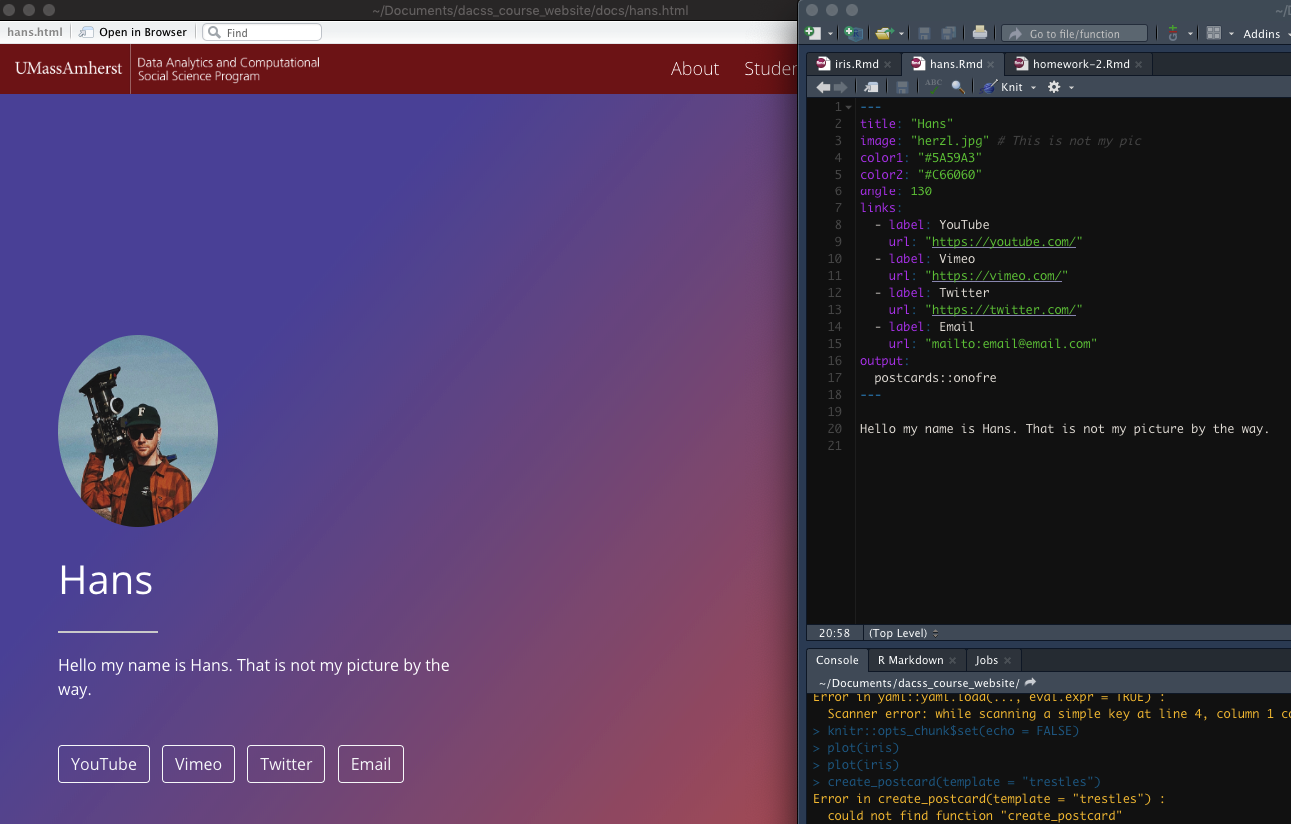 ~/Documents/dacss_course_website/docs/hans.html
hans.html
Open in Browser
Find
UMassAmherst
Data Analytics and Computational
Social Science Program
About
Studen
F
Hans
Hello my name is Hans. That is not my picture by the
way.
YouTube
Vimeo
Twitter
Email
~/D
Go to file/function
Addins
iris.Rmd
hans.Rmd
homework-2.Rmd
ABC
Knit
1 ---
2 title: "Hans"
3 image: "herzl.jpg" # This is not my pic
4 color1: "#5A59A3"
5 color2: "#C66060"
6 angle: 130
7 links:
8 - label: YouTube
9 url: "https://youtube.com/"
10 - label: Vimeo
11 url: "https://vimeo.com/"
12 - label: Twitter
13 url: "https://twitter.com/"
14 - label: Email
15 url: "mailto:email@email.com"
16 output:
17 postcards::onofre
18 ---
19
20 Hello my name is Hans. That is not my picture by the way.
21
20:58
(Top Level)
Console
R Markdown
Jobs
~/Documents/dacss_course_website/
Error in yaml::yaml.load(..., eval.expr = TRUE) :
Scanner error: while scanning a simple key at line 4, column 1 co
> knitr::opts_chunk$set(echo = FALSE)
> plot(iris)
> plot(iris)
> create_postcard(template = "trestles")
Error in create_postcard(template = "trestles") :
could not find function "create_postcard"